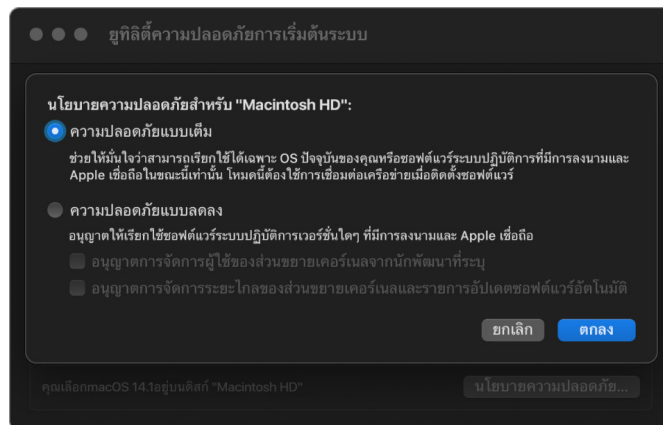 ยูทิลิตี้ความปลอดภัยการเริ่มต้นระบบ
นโยบายความปลอดภัยสำหรับ "Macintosh HD":
ความปลอดภัยแบบเต็ม
ช่วยให้มั่นใจว่าสามารถเรียกใช้ได้เฉพาะ OS ปัจจุบันของคุณหรือซอฟต์แวร์ระบบปฏิบัติการที่มีการลงนามและ
Apple เชื่อถือในขณะนี้เท่านั้น โหมดนี้ต้องใช้การเชื่อมต่อเครือข่ายเมื่อติดตั้งซอฟต์แวร์
ความปลอดภัยแบบลดลง
อนุญาตให้เรียกใช้ซอฟต์แวร์ระบบปฏิบัติการเวอร์ชั่นใดๆ ที่มีการลงนามและ Apple เชื่อถือ
อนุญาตการจัดการผู้ใช้ของส่วนขยายเคอร์เนลจากนักพัฒนาที่ระบุ
อนุญาตการจัดการระยะไกลของส่วนขยายเคอร์เนลและรายการอัปเดตซอฟต์แวร์อัตโนมัติ
ยกเลิก ตกลง
คุณเลือกmacOS 14.1อยู่บนดิสก์ "Macintosh HD" นโยบายความปลอดภัย...